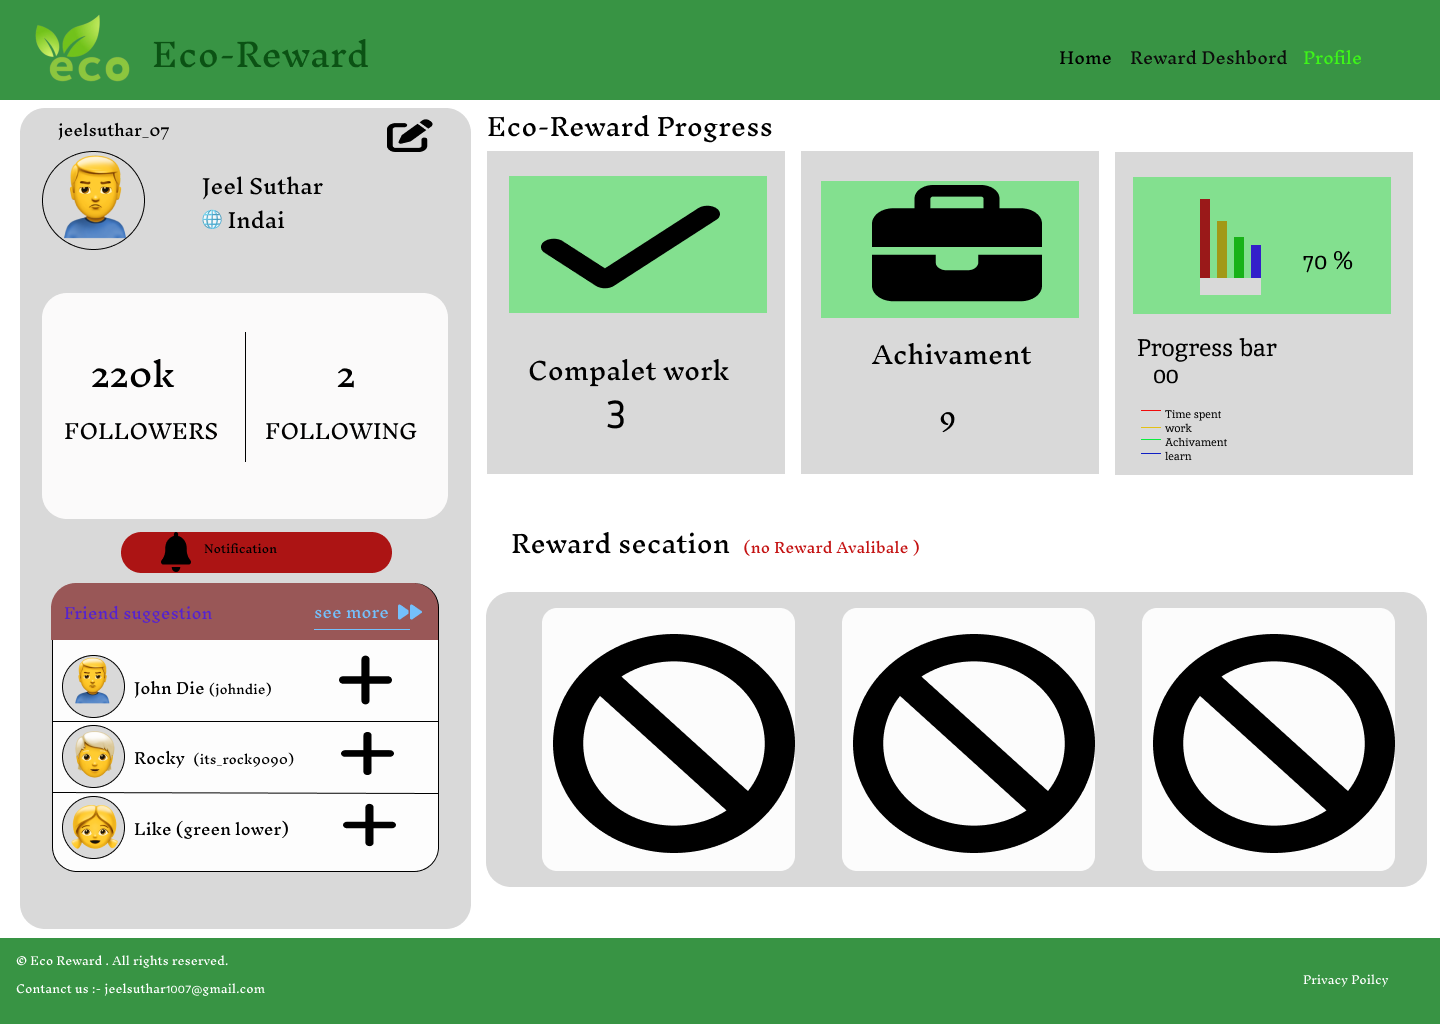 eco
Eco-Reward
Home
Reward Deshbord
Profile
jeelsuthar_07
Jeel Suthar
Indai
220k
FOLLOWERS
2
FOLLOWING
Notification
Friend suggestion
see more
John Die (johndie)
Rocky (its_rock9090)
Like (green lower)
Eco-Reward Progress
Compalet work
3
Achivament
9
70 %
Progress bar
00
Time spent
work
Achivament
learn
Reward secation (no Reward Avalibale )
© Eco Reward . All rights reserved.
Contanct us :- jeelsuthar1007@gmail.com
Privacy Poilcy